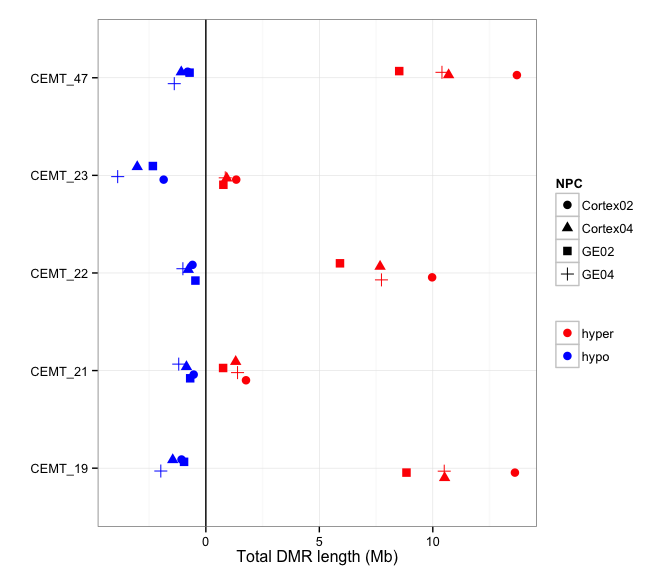 CEMT_47
CEMT_23
CEMT_22
CEMT_21
CEMT_19
0 5 10
Total DMR length (Mb)
NPC
Cortex02
Cortex04
GE02
GE04
hyper
hypo